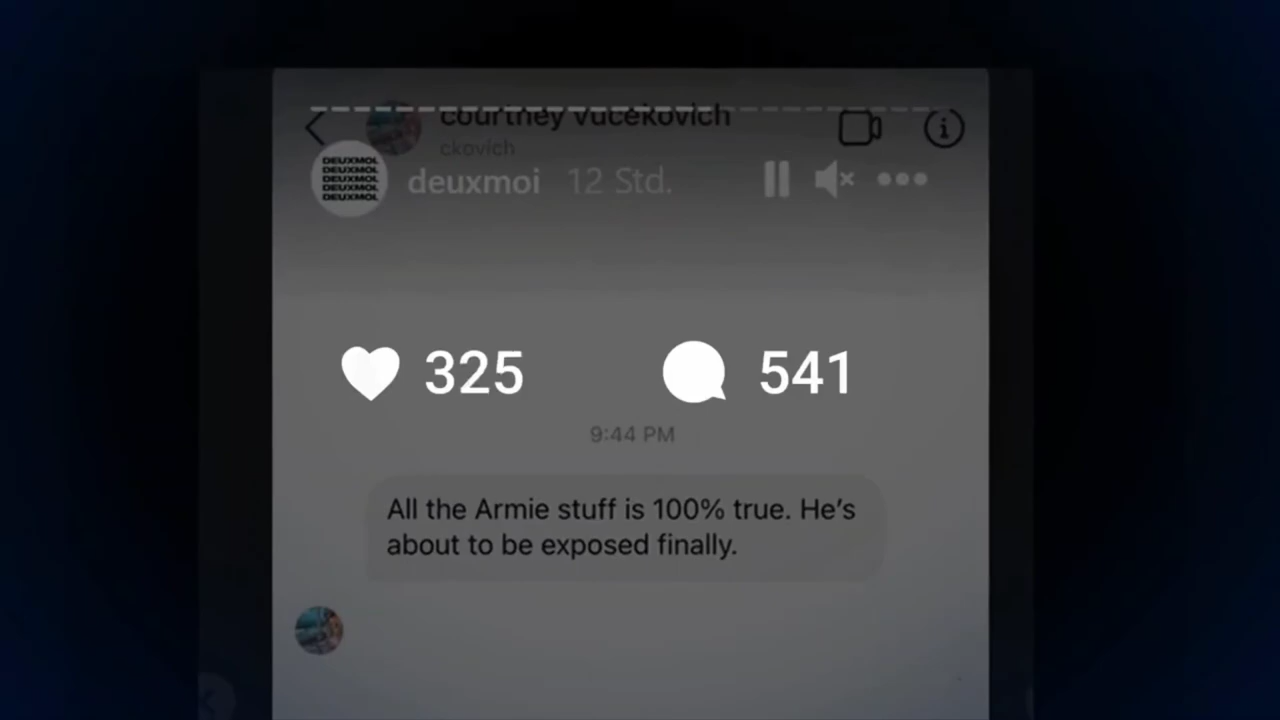 courtney vucekovich
ckovich
DEUXMOI
DEUXMOI
DEUXMOI
DEUXMOI
DEUXMOI
deuxmoi 12 Std.
325 541
9:44 PM
All the Armie stuff is 100% true. He’s
about to be exposed finally.